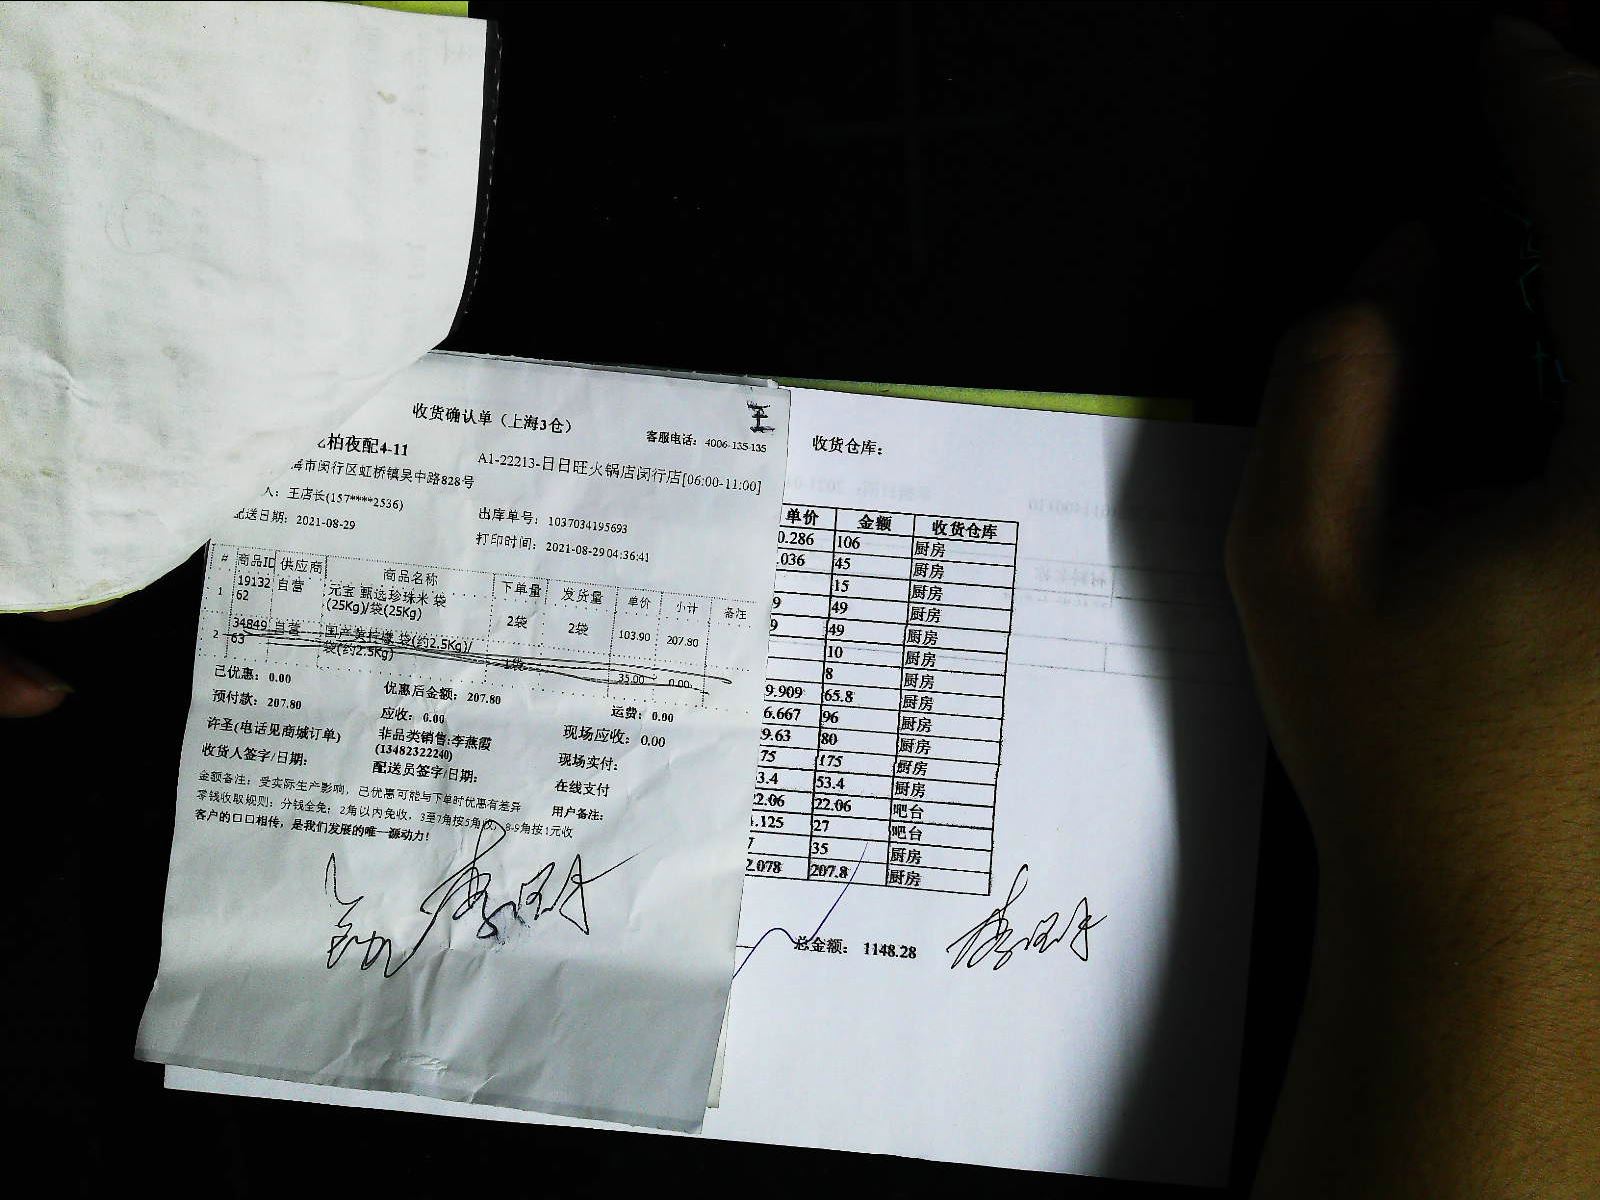 收货确认单（上海3仓）
王
客服电话：4006-135-135
柏夜配4-11
A1-22213-日日旺火锅店闵行店[06:00-11:00]
海市闵行区虹桥镇吴中路828号
人：王店长(157****2536)
出库单号：1037034195693
配送日期：2021-08-29
打印时间：2021-08-29 04:36:41
# 商品ID 供应商 商品名称 下单量 发货量 单价 小计 备注
1 1913262 自营 元宝 甄选珍珠米 袋(25Kg)/袋(25Kg) 2袋 2袋 103.90 207.80
2 3484963 自营 袋(约2.5Kg)/袋(约2.5Kg) 1袋 35.00 0.00
已优惠：0.00 优惠后金额：207.80 运费：0.00
预付款：207.80 应收：0.00 现场应收：0.00
许圣(电话见商城订单) 非品类销售:李燕霞(13482322240) 现场实付：
收货人签字/日期： 配送员签字/日期： 在线支付
金额备注：受实际生产影响，已优惠可能与下单时优惠有差异 用户备注：
零钱收取规则：分钱全免；2角以内免收，3至7角按5角收，8-9角按1元收
客户的口口相传，是我们发展的唯一源动力！
收货仓库：
单价 金额 收货仓库
0.286 106 厨房
.036 45 厨房
15 厨房
9 49 厨房
9 49 厨房
10 厨房
8 厨房
9.909 65.8 厨房
6.667 96 厨房
9.63 80 厨房
75 175 厨房
3.4 53.4 厨房
22.06 22.06 吧台
.125 27 吧台
7 35 厨房
2.078 207.8 厨房
总金额： 1148.28